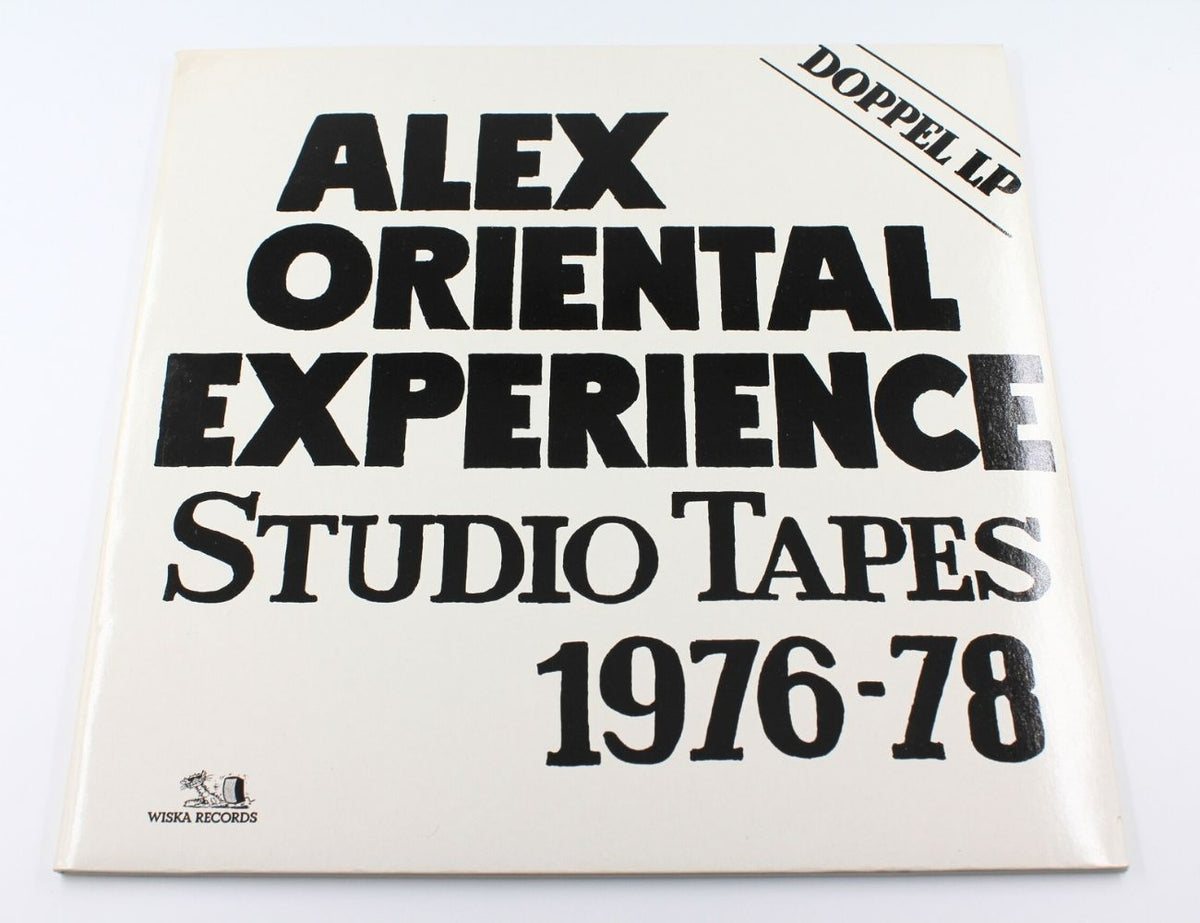 DOPPEL LP
ALEX
ORIENTAL
EXPERIENCE
STUDIO TAPES
1976-78
WISKA RECORDS